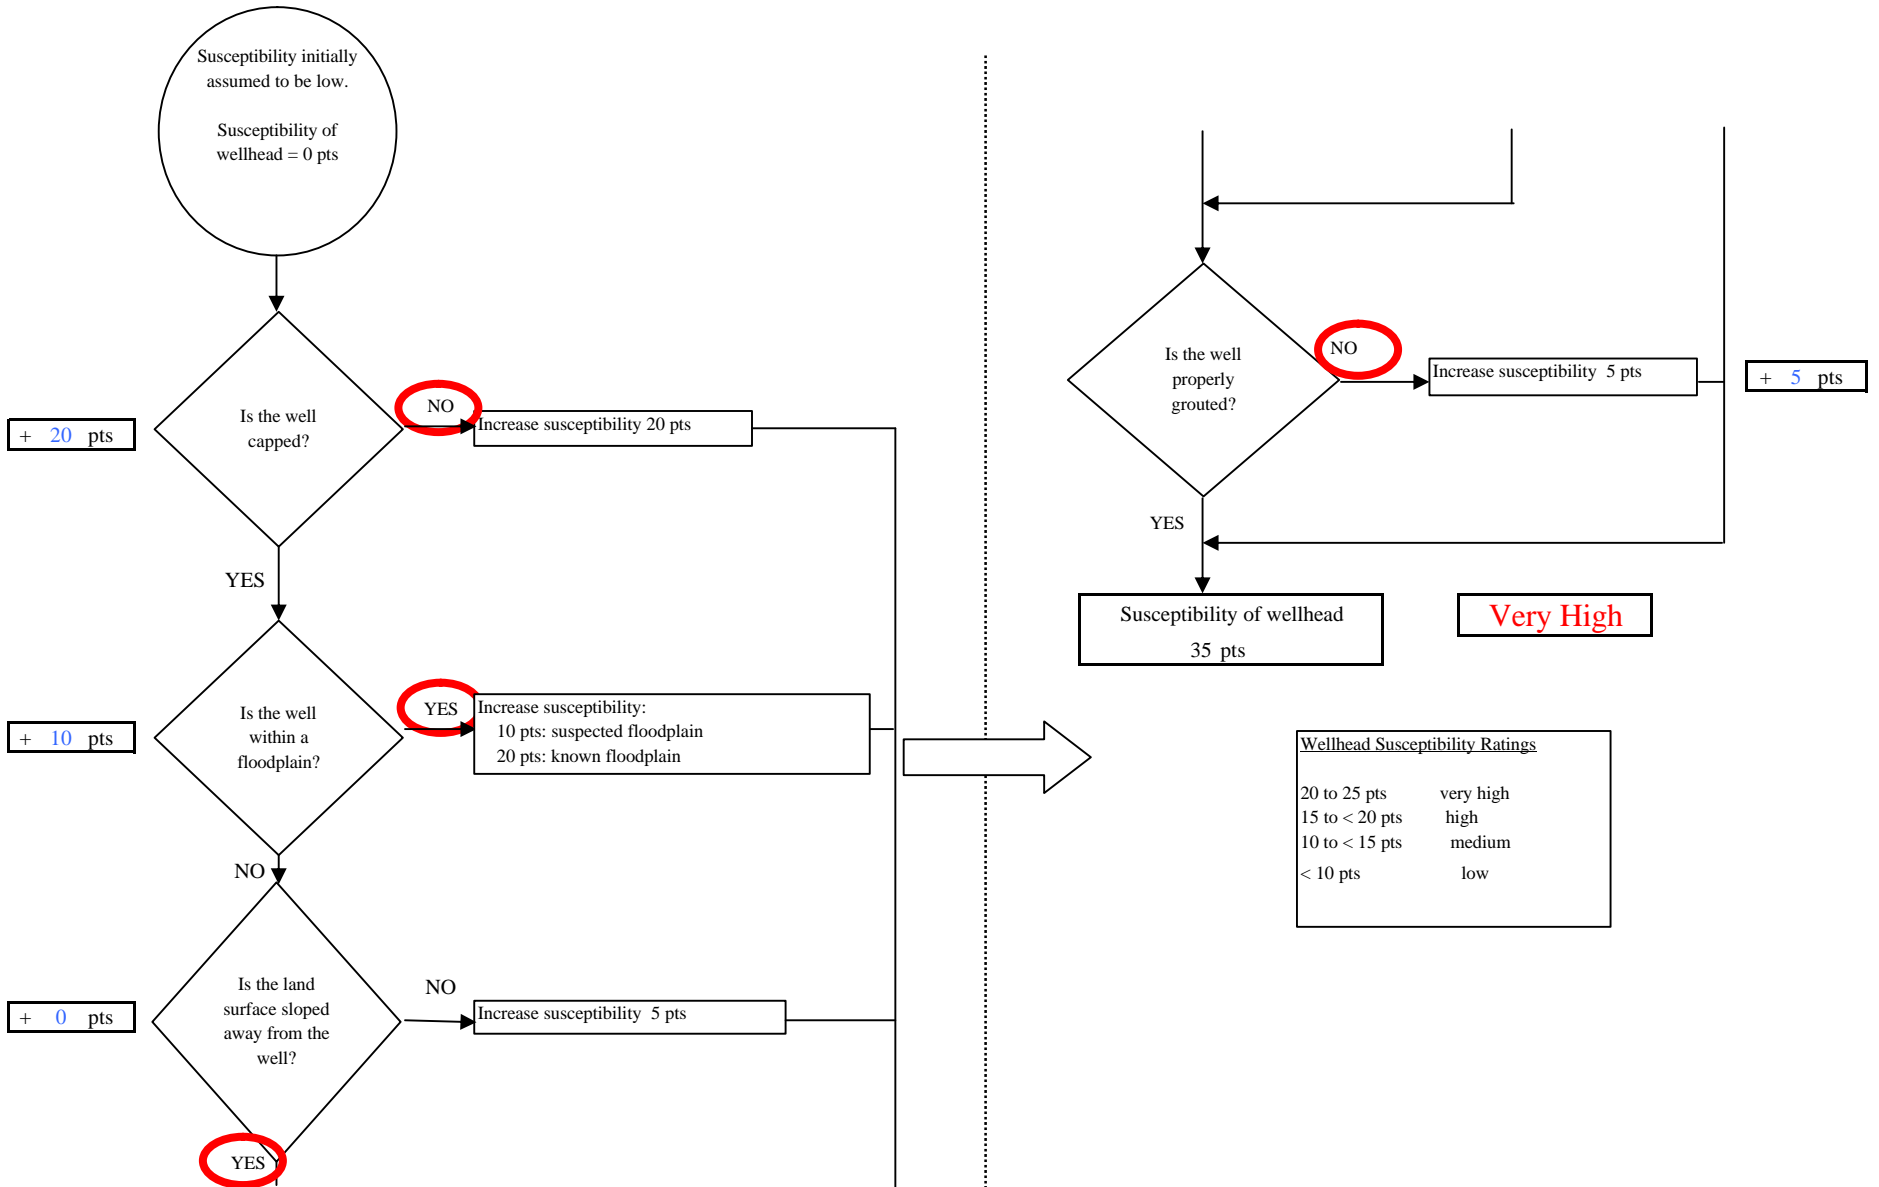 Susceptibility initially
assumed to be low.
Susceptibility of
wellhead = 0 pts
Is the well
capped?
NO
Increase susceptibility 20 pts
+ 20 pts
YES
Is the well
within a
floodplain?
YES
Increase susceptibility:
10 pts: suspected floodplain
20 pts: known floodplain
+ 10 pts
NO
Is the land
surface sloped
away from the
well?
NO
Increase susceptibility 5 pts
+ 0 pts
YES
Is the well
properly
grouted?
NO
Increase susceptibility 5 pts
+ 5 pts
YES
Susceptibility of wellhead
35 pts
Very High
Wellhead Susceptibility Ratings
20 to 25 pts very high
15 to < 20 pts high
10 to < 15 pts medium
< 10 pts low